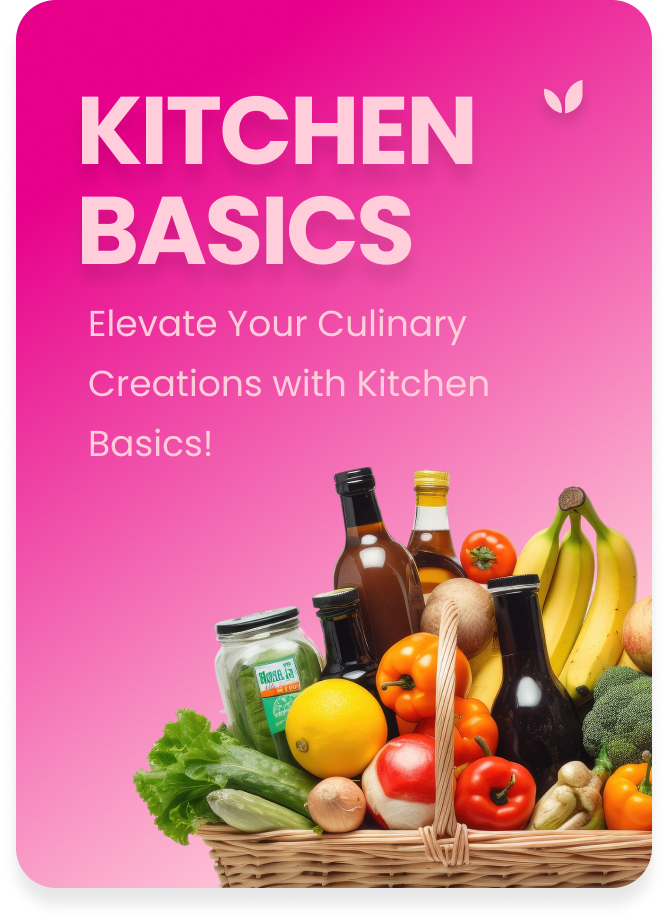 KITCHEN
BASICS
Elevate Your Culinary
Creations with Kitchen
Basics!